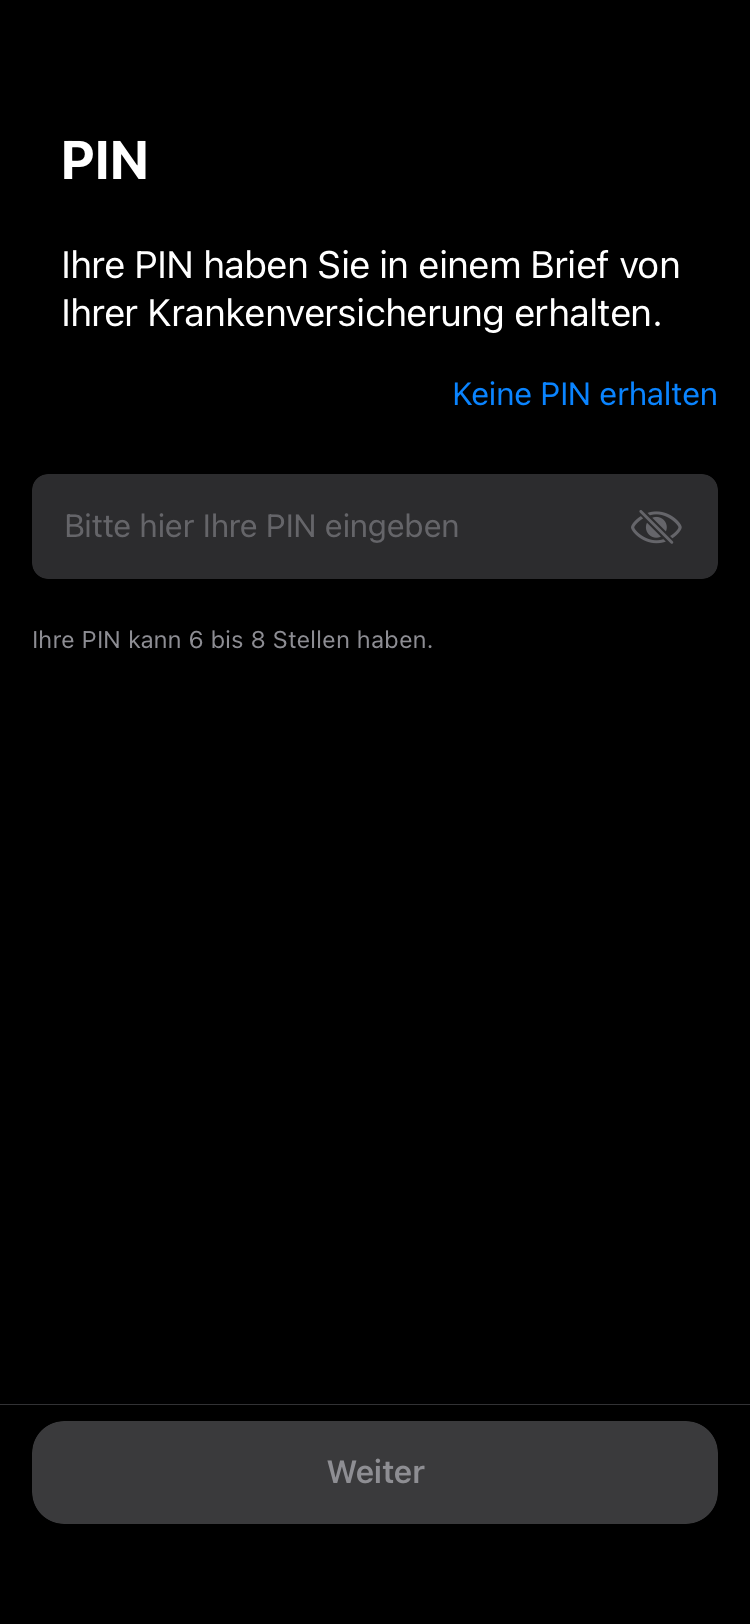 PIN
Ihre PIN haben Sie in einem Brief von
Ihrer Krankenversicherung erhalten.
Keine PIN erhalten
Bitte hier Ihre PIN eingeben
Ihre PIN kann 6 bis 8 Stellen haben.
Weiter